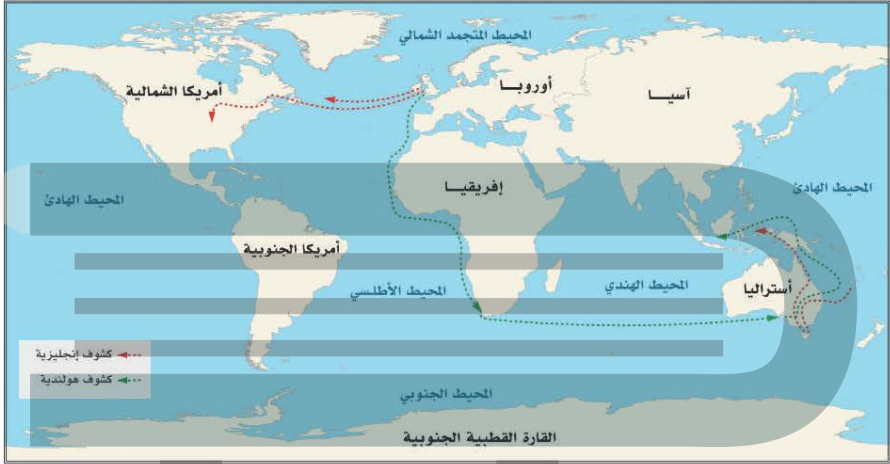 المحيط المتجمد الشمالي
أمريكا الشمالية
أوروبـــا
آسيـــا
المحيط الهادئ
إفريقيـــا
المحيط الهادئ
أمريكا الجنوبية
المحيط الأطلسي
المحيط الهندي
أستراليا
كشوف إنجليزية
كشوف هولندية
المحيط الجنوبي
القارة القطبية الجنوبية